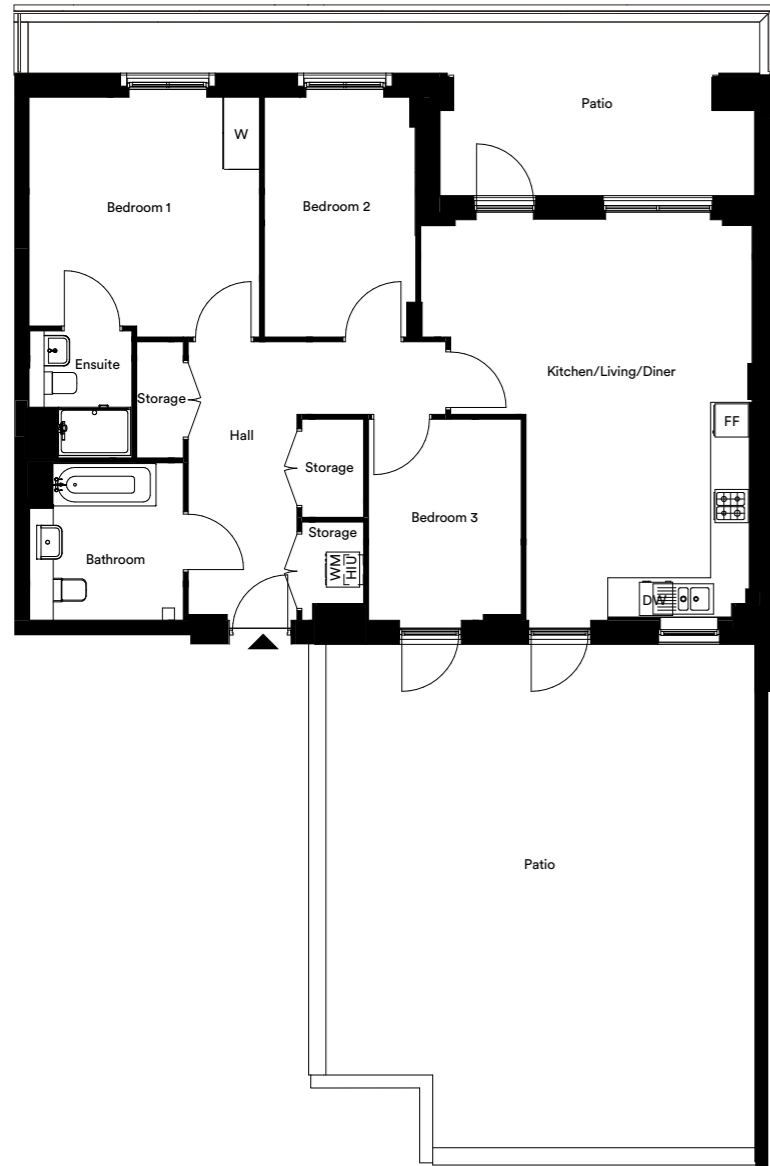 Patio
W
Bedroom 1
Bedroom 2
Ensuite
Kitchen/Living/Diner
Storage
FF
Hall
Storage
Bedroom 3
Storage
Bathroom
WM
HIU
DW
Patio